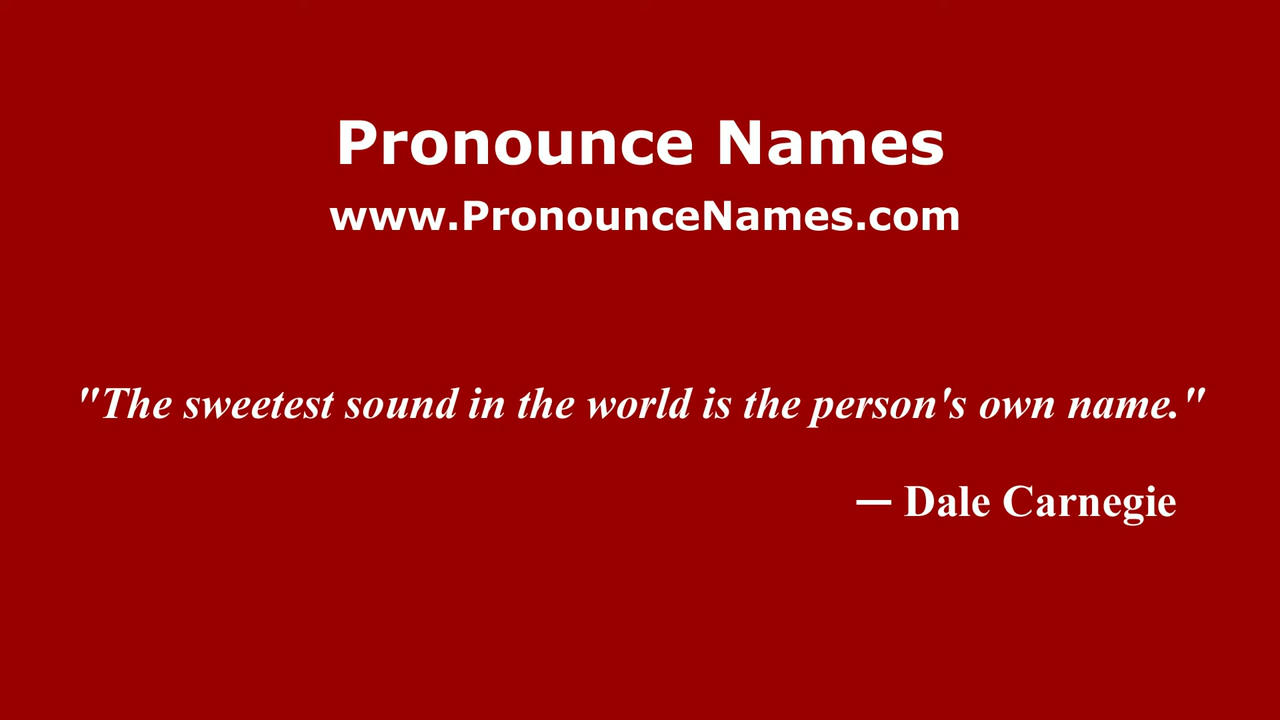 Pronounce Names
www.PronounceNames.com
"The sweetest sound in the world is the person's own name."
— Dale Carnegie